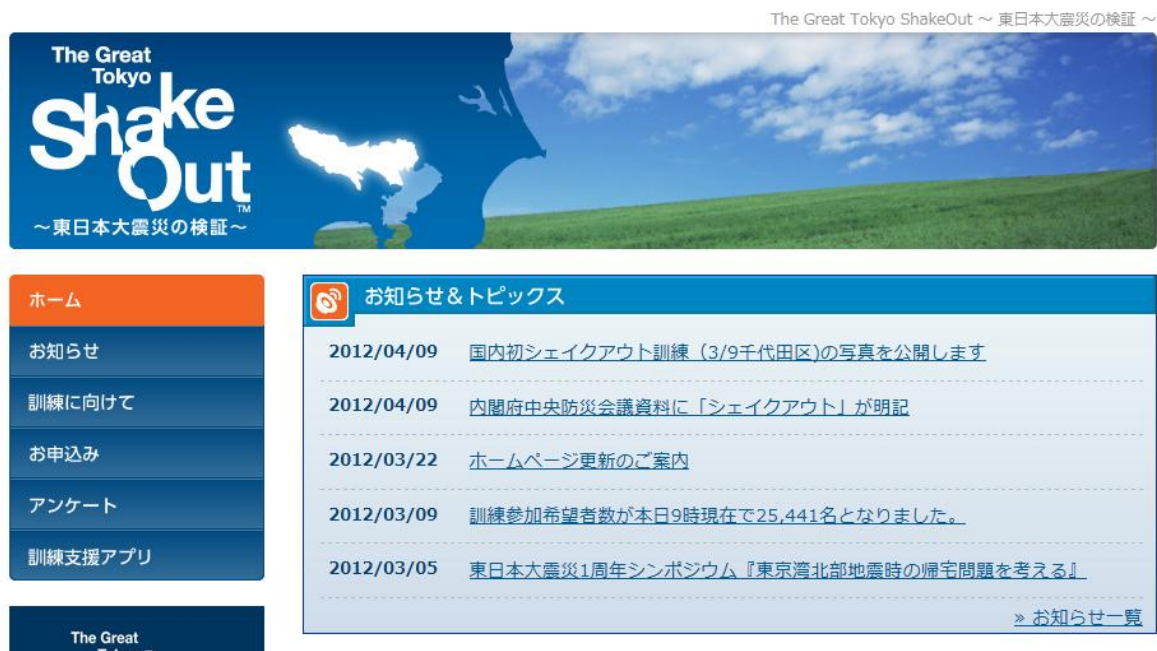 The Great Tokyo ShakeOut ～ 東日本大震災の検証 ～
The Great
Tokyo
Shake
Out™
～東日本大震災の検証～
ホーム
お知らせ
訓練に向けて
お申込み
アンケート
訓練支援アプリ
The Great
お知らせ＆トピックス
2012/04/09 国内初シェイクアウト訓練（3/9千代田区)の写真を公開します
2012/04/09 内閣府中央防災会議資料に「シェイクアウト」が明記
2012/03/22 ホームページ更新のご案内
2012/03/09 訓練参加希望者数が本日9時現在で25,441名となりました。
2012/03/05 東日本大震災1周年シンポジウム『東京湾北部地震時の帰宅問題を考える』
» お知らせ一覧